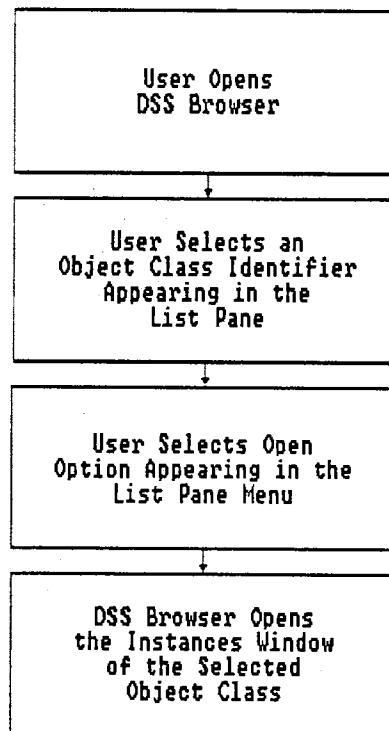 User Opens
DSS Browser
User Selects an
Object Class Identifier
Appearing in the
List Pane
User Selects Open
Option Appearing in the
List Pane Menu
DSS Browser Opens
the Instances Window
of the Selected
Object Class